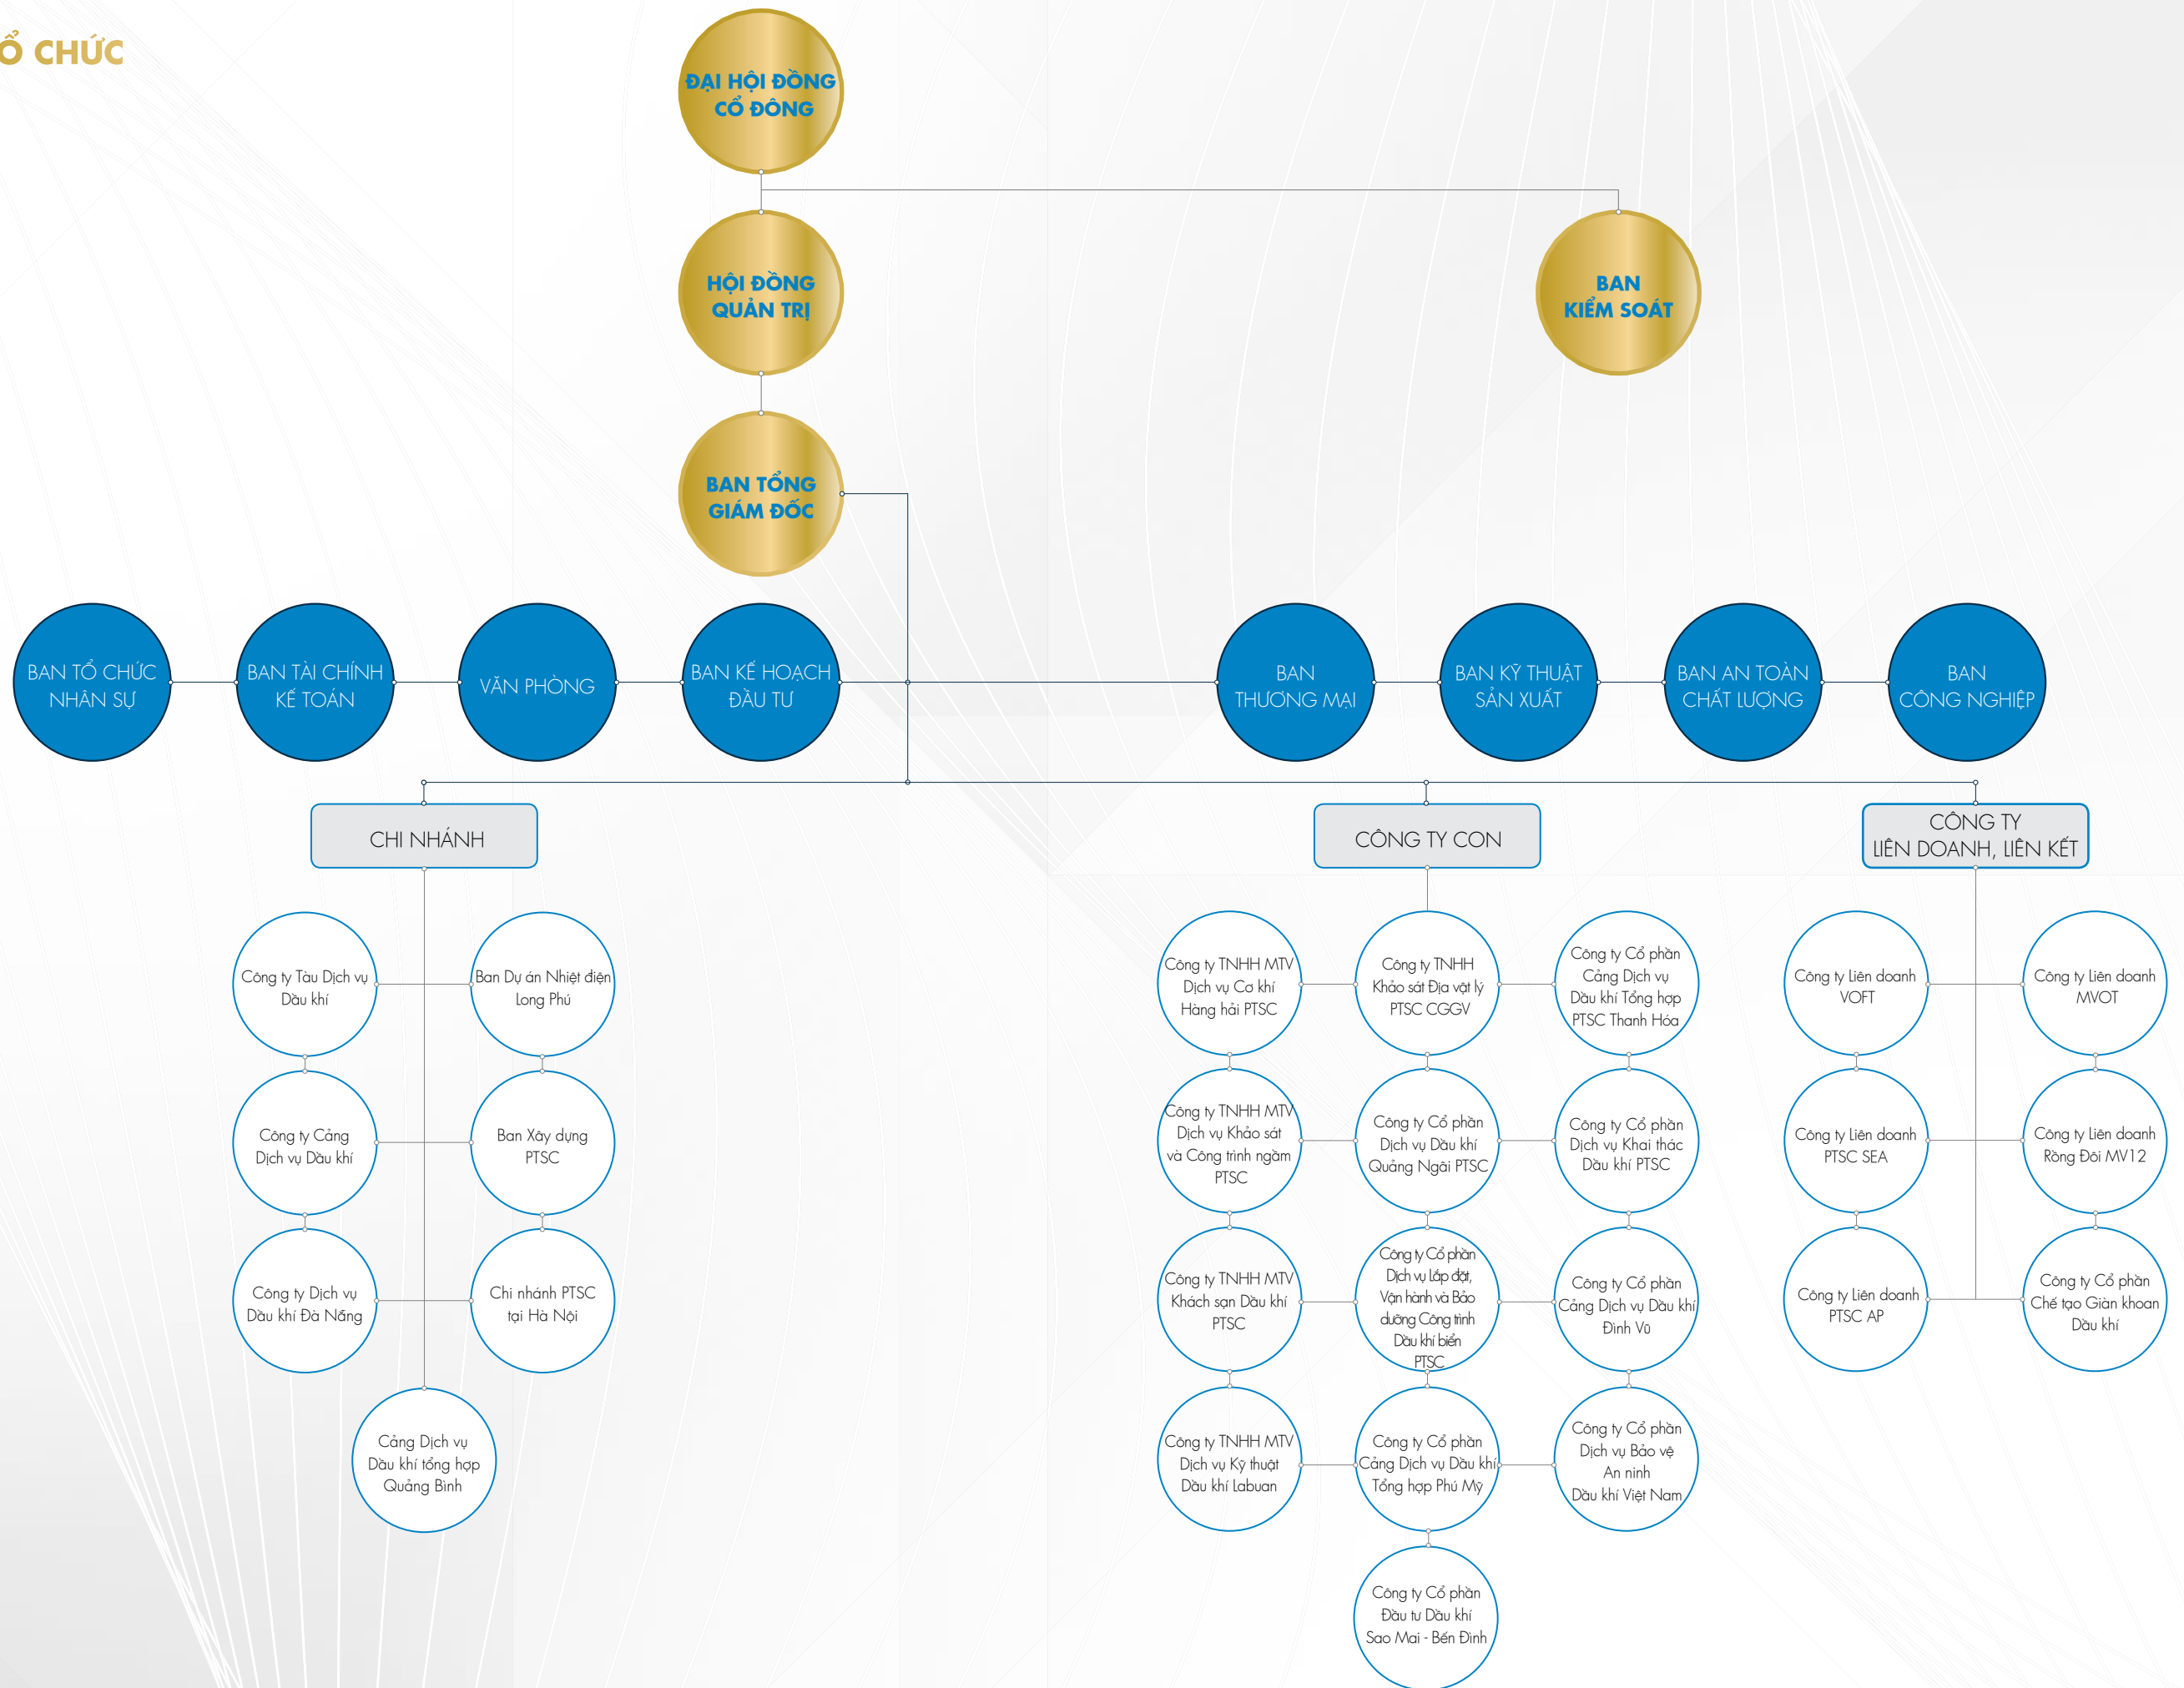 Ổ CHỨC
ĐẠI HỘI ĐỒNG
CỔ ĐÔNG
HỘI ĐỒNG
QUẢN TRỊ
BAN
KIỂM SOÁT
BAN TỔNG
GIÁM ĐỐC
BAN TỔ CHỨC
NHÂN SỰ
BAN TÀI CHÍNH
KẾ TOÁN
VĂN PHÒNG
BAN KẾ HOẠCH
ĐẦU TƯ
BAN
THƯƠNG MẠI
BAN KỸ THUẬT
SẢN XUẤT
BAN AN TOÀN
CHẤT LƯỢNG
BAN
CÔNG NGHIỆP
CHI NHÁNH
Công ty Tàu Dịch vụ
Dầu khí
Ban Dự án Nhiệt điện
Long Phú
Công ty Cảng
Dịch vụ Dầu khí
Ban Xây dựng
PTSC
Công ty Dịch vụ
Dầu khí Đà Nẵng
Chi nhánh PTSC
tại Hà Nội
Cảng Dịch vụ
Dầu khí tổng hợp
Quảng Bình
CÔNG TY CON
Công ty TNHH MTV
Dịch vụ Cơ khí
Hàng hải PTSC
Công ty TNHH
Khảo sát Địa vật lý
PTSC CGGV
Công ty Cổ phần
Cảng Dịch vụ
Dầu khí Tổng hợp
PTSC Thanh Hóa
Công ty TNHH MTV
Dịch vụ Khảo sát
và Công trình ngầm
PTSC
Công ty Cổ phần
Dịch vụ Dầu khí
Quảng Ngãi PTSC
Công ty Cổ phần
Dịch vụ Khai thác
Dầu khí PTSC
Công ty TNHH MTV
Khách sạn Dầu khí
PTSC
Công ty Cổ phần
Dịch vụ Lắp đặt,
Vận hành và Bảo
dưỡng Công trình
Dầu khí biển
PTSC
Công ty Cổ phần
Cảng Dịch vụ Dầu khí
Đình Vũ
Công ty TNHH MTV
Dịch vụ Kỹ thuật
Dầu khí Labuan
Công ty Cổ phần
Cảng Dịch vụ Dầu khí
Tổng hợp Phú Mỹ
Công ty Cổ phần
Dịch vụ Bảo vệ
An ninh
Dầu khí Việt Nam
Công ty Cổ phần
Đầu tư Dầu khí
Sao Mai - Bến Đình
CÔNG TY
LIÊN DOANH, LIÊN KẾT
Công ty Liên doanh
VOFT
Công ty Liên doanh
MVOT
Công ty Liên doanh
PTSC SEA
Công ty Liên doanh
Rồng Đôi MV12
Công ty Liên doanh
PTSC AP
Công ty Cổ phần
Chế tạo Giàn khoan
Dầu khí